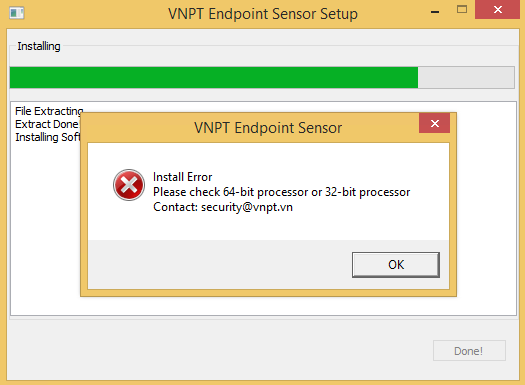 VNPT Endpoint Sensor Setup
Installing
File Extracting
Extract Done
Installing
VNPT Endpoint Sensor
Install Error
Please check 64-bit processor or 32-bit processor
Contact: security@vnpt.vn
OK
Done!